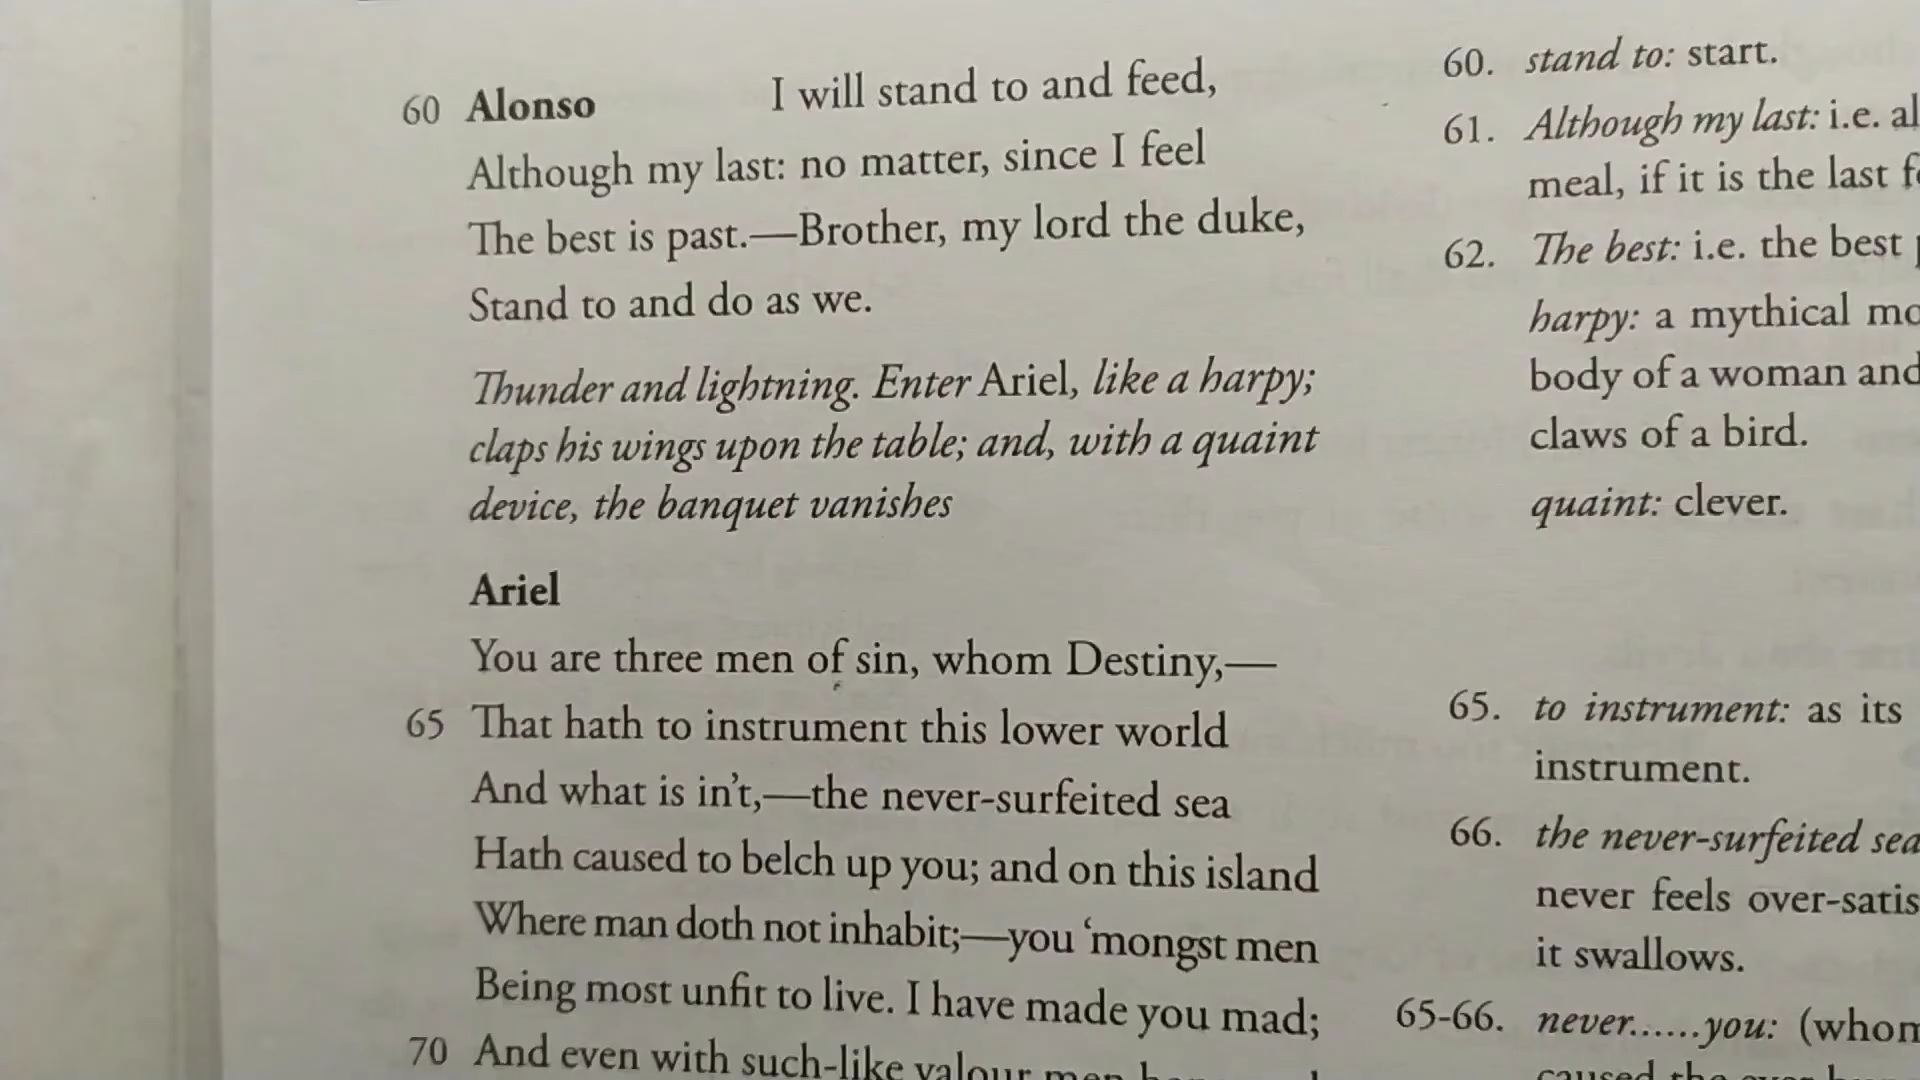 60 Alonso I will stand to and feed,
Although my last: no matter, since I feel
The best is past.—Brother, my lord the duke,
Stand to and do as we.
Thunder and lightning. Enter Ariel, like a harpy;
claps his wings upon the table; and, with a quaint
device, the banquet vanishes
Ariel
You are three men of sin, whom Destiny,—
65 That hath to instrument this lower world
And what is in't,—the never-surfeited sea
Hath caused to belch up you; and on this island
Where man doth not inhabit;—you ‘mongst men
Being most unfit to live. I have made you mad;
70 And even with such-like valour men
60. stand to: start.
61. Although my last: i.e.
meal, if it is the last
62. The best: i.e. the best
harpy: a mythical
body of a woman and
claws of a bird.
quaint: clever.
65. to instrument: as its
instrument.
66. the never-surfeited sea
never feels
it swallows.
65-66. never......you: (whom
caused the